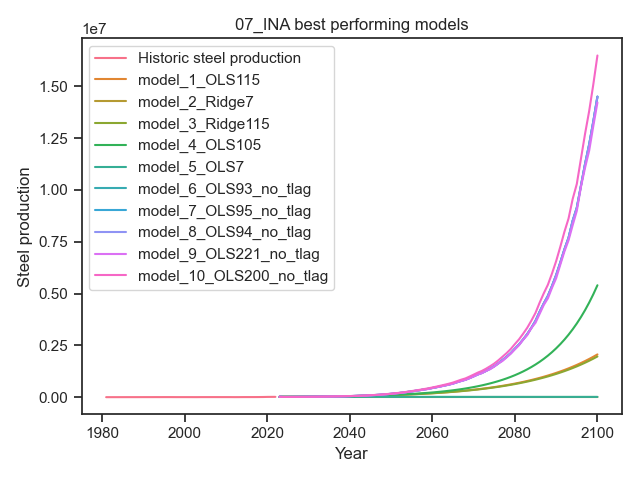 07_INA best performing models
1e7
Historic steel production
model_1_OLS115
model_2_Ridge7
model_3_Ridge115
model_4_OLS105
model_5_OLS7
model_6_OLS93_no_tlag
model_7_OLS95_no_tlag
model_8_OLS94_no_tlag
model_9_OLS221_no_tlag
model_10_OLS200_no_tlag
Steel production
1.50
1.25
1.00
0.75
0.50
0.25
0.00
1980 2000 2020 2040 2060 2080 2100
Year